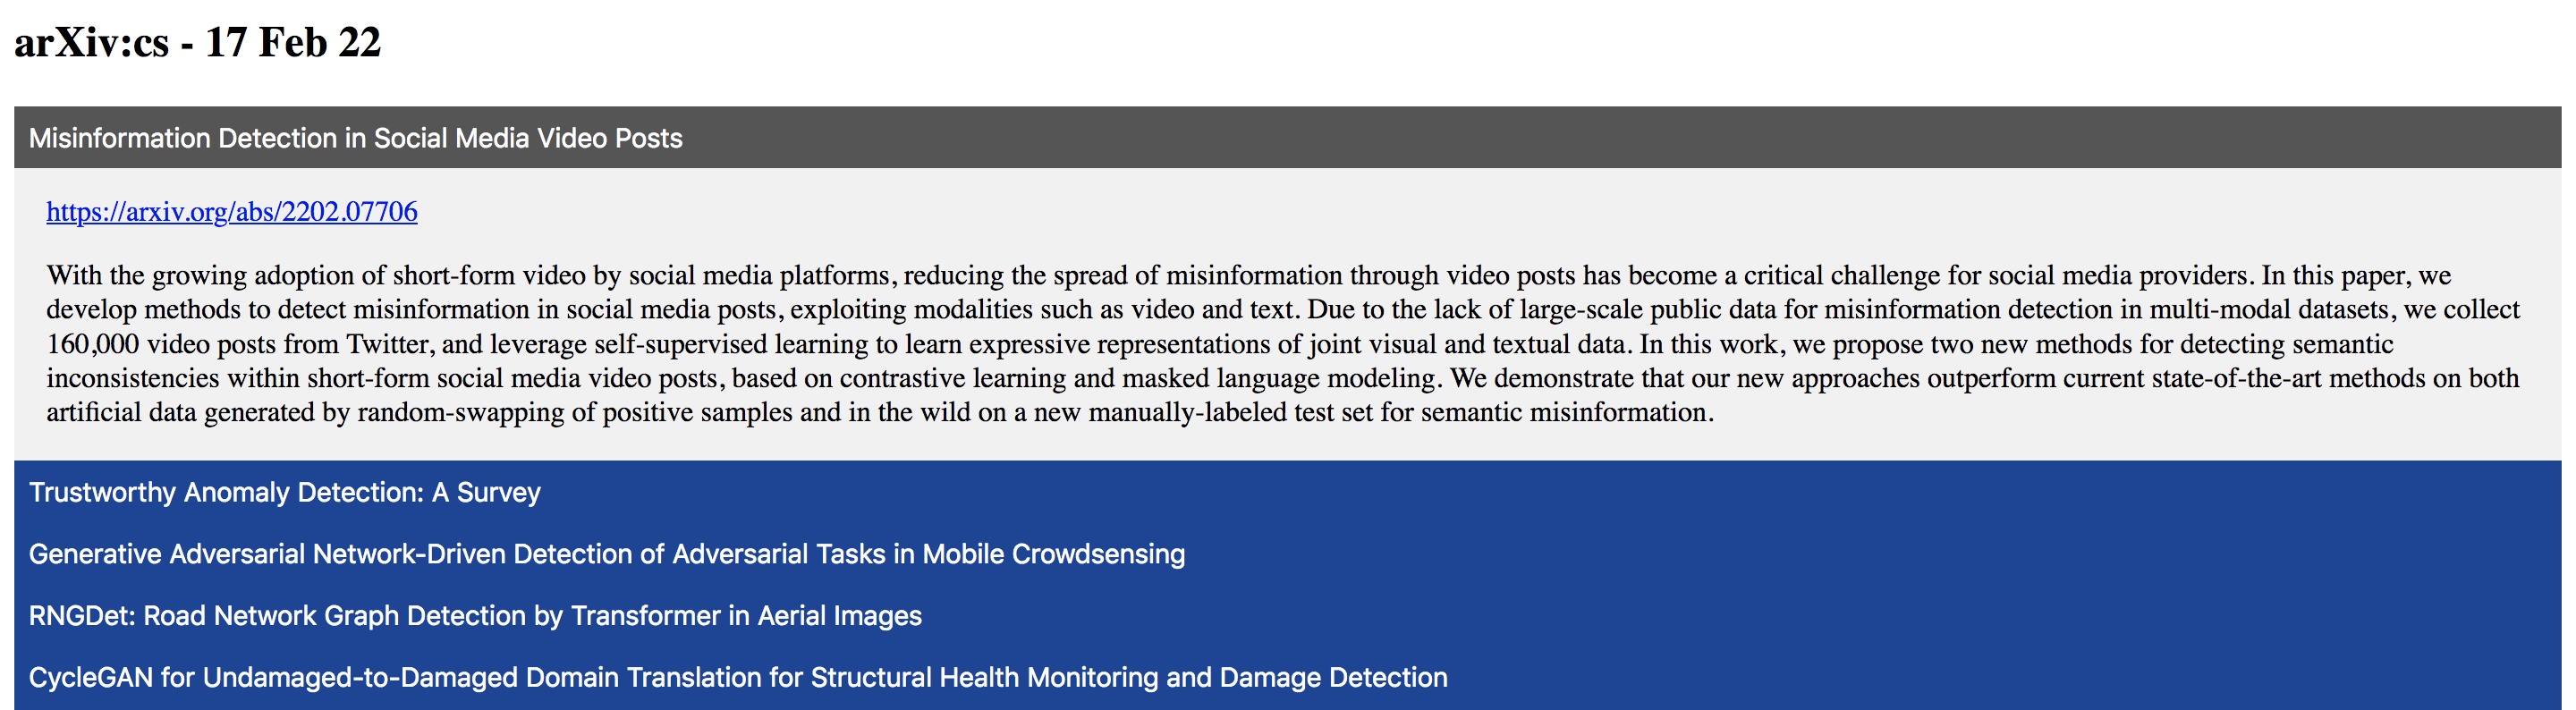 arXiv:cs - 17 Feb 22
Misinformation Detection in Social Media Video Posts
https://arxiv.org/abs/2202.07706
With the growing adoption of short-form video by social media platforms, reducing the spread of misinformation through video posts has become a critical challenge for social media providers. In this paper, we
develop methods to detect misinformation in social media posts, exploiting modalities such as video and text. Due to the lack of large-scale public data for misinformation detection in multi-modal datasets, we collect
160,000 video posts from Twitter, and leverage self-supervised learning to learn expressive representations of joint visual and textual data. In this work, we propose two new methods for detecting semantic
inconsistencies within short-form social media video posts, based on contrastive learning and masked language modeling. We demonstrate that our new approaches outperform current state-of-the-art methods on both
artificial data generated by random-swapping of positive samples and in the wild on a new manually-labeled test set for semantic misinformation.
Trustworthy Anomaly Detection: A Survey
Generative Adversarial Network-Driven Detection of Adversarial Tasks in Mobile Crowdsensing
RNGDet: Road Network Graph Detection by Transformer in Aerial Images
CycleGAN for Undamaged-to-Damaged Domain Translation for Structural Health Monitoring and Damage Detection